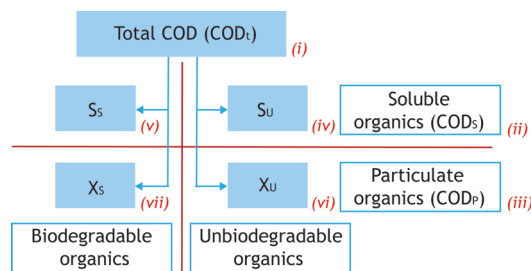 Total COD (CODt)
(i)
Ss
(v)
Su
(iv)
Soluble
organics (CODs)
(ii)
Xs
(vii)
Xu
(vi)
Particulate
organics (CODP)
(iii)
Biodegradable
organics
Unbiodegradable
organics